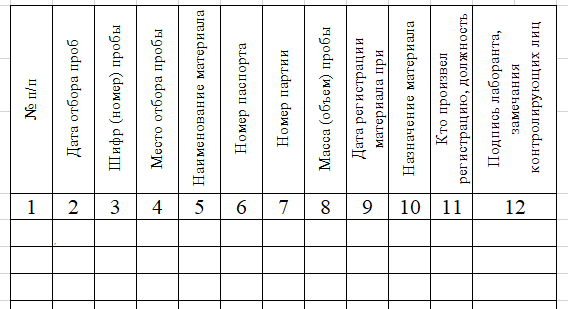 № п/п
Дата отбора проб
Шифр (номер) пробы
Место отбора пробы
Наименование материала
Номер паспорта
Номер партии
Масса (объем) пробы
Дата регистрации
материала при
Назначение материала
Кто произвел
регистрацию, должность
Подпись лаборанта,
замечания
контролирующих лиц
1 2 3 4 5 6 7 8 9 10 11 12